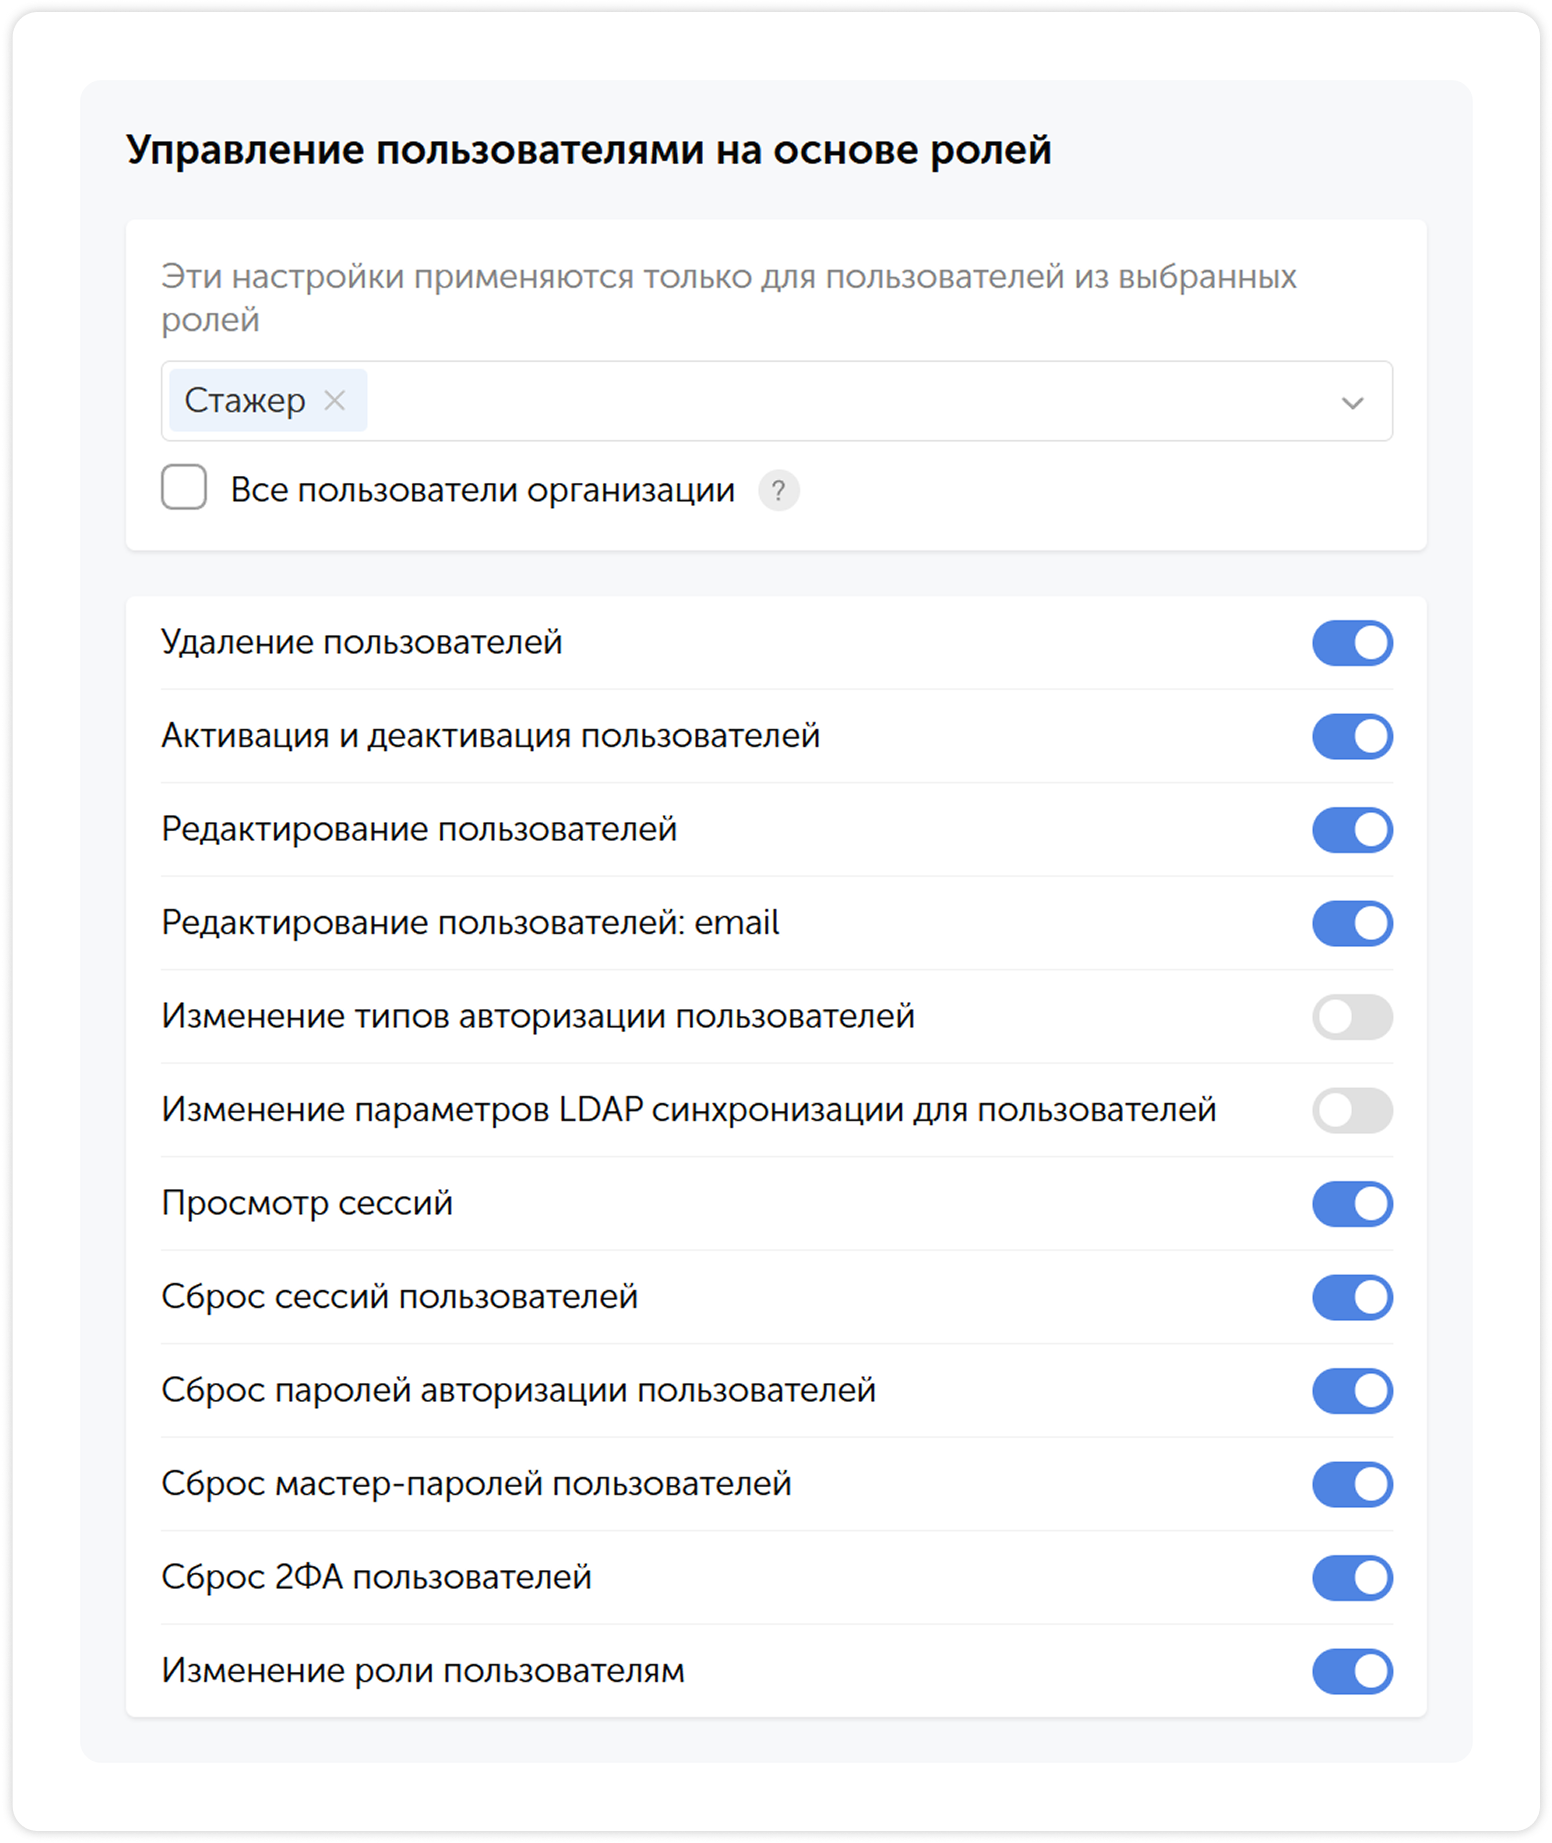 Управление пользователями на основе ролей
Эти настройки применяются только для пользователей из выбранных
ролей
Стажер
Все пользователи организации ?
Удаление пользователей
Активация и деактивация пользователей
Редактирование пользователей
Редактирование пользователей: email
Изменение типов авторизации пользователей
Изменение параметров LDAP синхронизации для пользователей
Просмотр сессий
Сброс сессий пользователей
Сброс паролей авторизации пользователей
Сброс мастер-паролей пользователей
Сброс 2ФА пользователей
Изменение роли пользователям